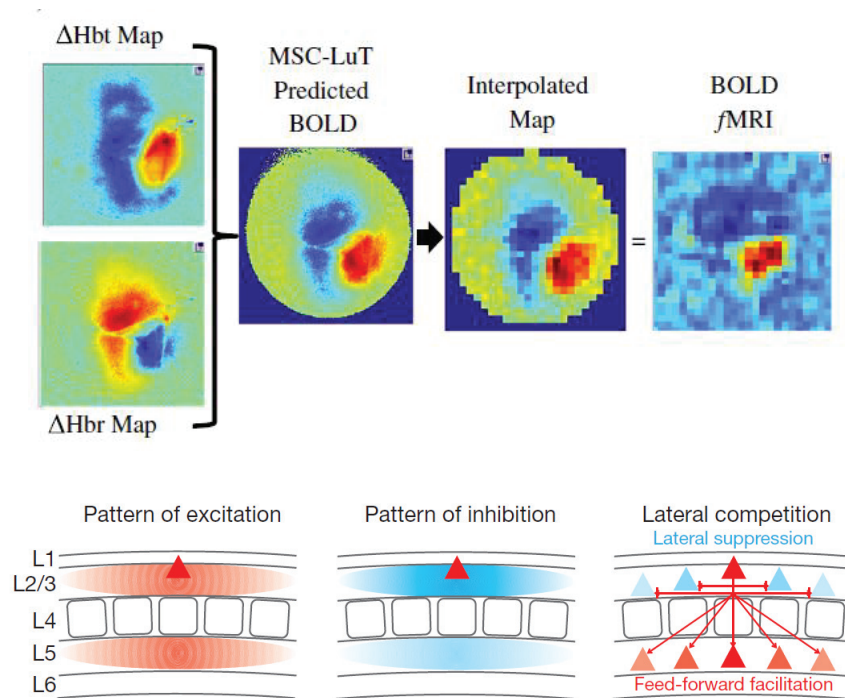 ΔHbt Map
MSC-LuT
Predicted
BOLD
Interpolated
Map
BOLD
fMRI
=
ΔHbr Map
Pattern of excitation
Pattern of inhibition
Lateral competition
Lateral suppression
L1
L2/3
L4
L5
L6
Feed-forward facilitation